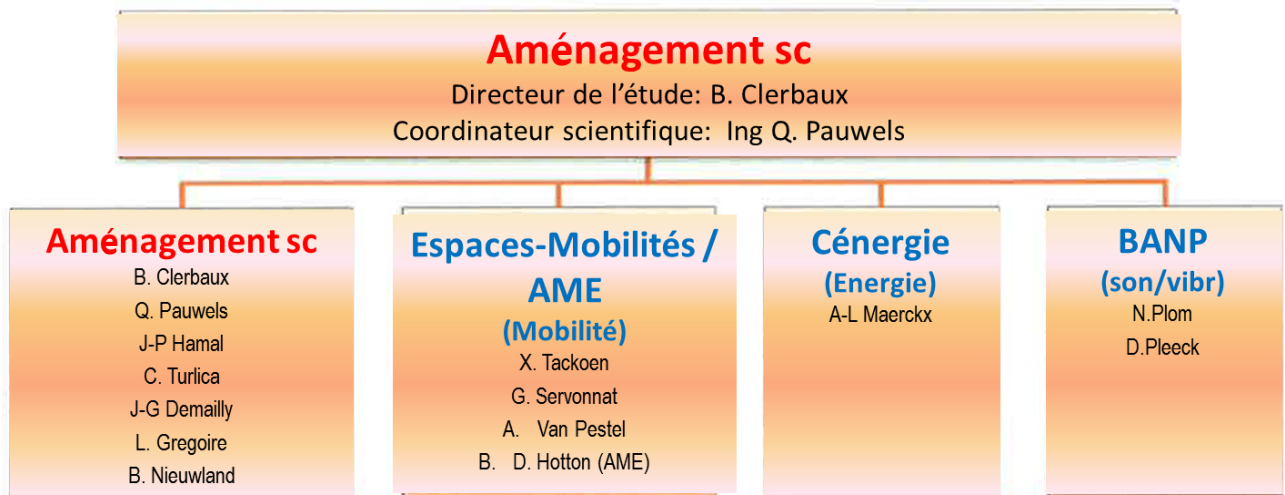 Aménagement sc
Directeur de l'étude: B. Clerbaux
Coordinateur scientifique: Ing Q. Pauwels
Aménagement sc
B. Clerbaux
Q. Pauwels
J-P Hamal
C. Turlica
J-G Demailly
L. Gregoire
B. Nieuwland
Espaces-Mobilités /
AME
(Mobilité)
X. Tackoen
G. Servonnat
A. Van Pestel
B. D. Hotton (AME)
Cénergie
(Energie)
A-L Maerckx
BANP
(son/vibr)
N.Plom
D.Pleeck